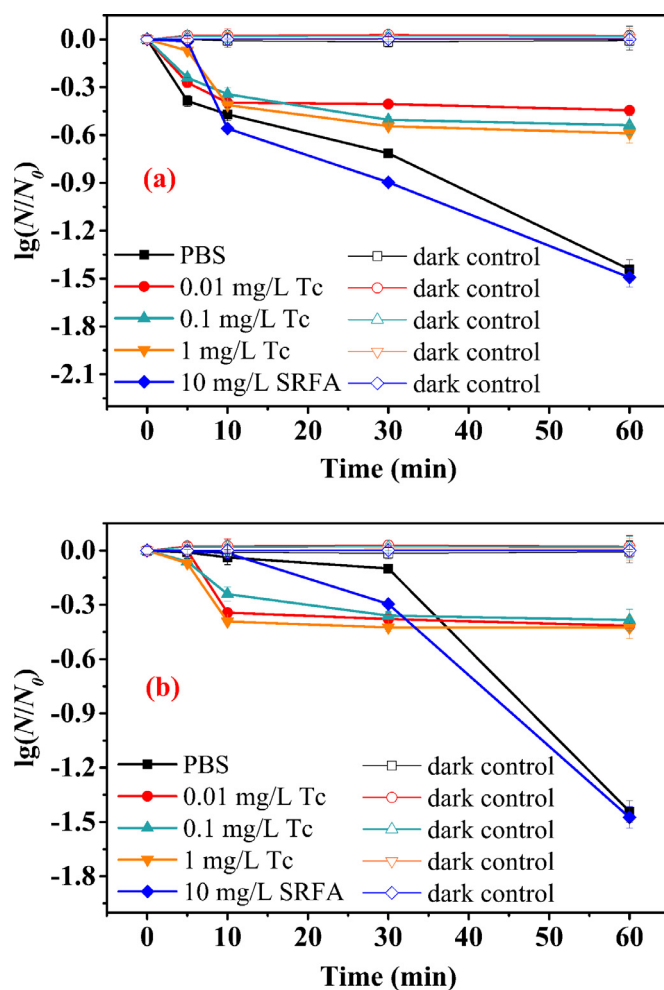 0.0
-0.3
-0.6
-0.9
-1.2
-1.5
-1.8
-2.1
lg(N/N0)
(a)
PBS dark control
0.01 mg/L Tc dark control
0.1 mg/L Tc dark control
1 mg/L Tc dark control
10 mg/L SRFA dark control
0 10 20 30 40 50 60
Time (min)
0.0
-0.3
-0.6
-0.9
-1.2
-1.5
-1.8
lg(N/N0)
(b)
PBS dark control
0.01 mg/L Tc dark control
0.1 mg/L Tc dark control
1 mg/L Tc dark control
10 mg/L SRFA dark control
0 10 20 30 40 50 60
Time (min)